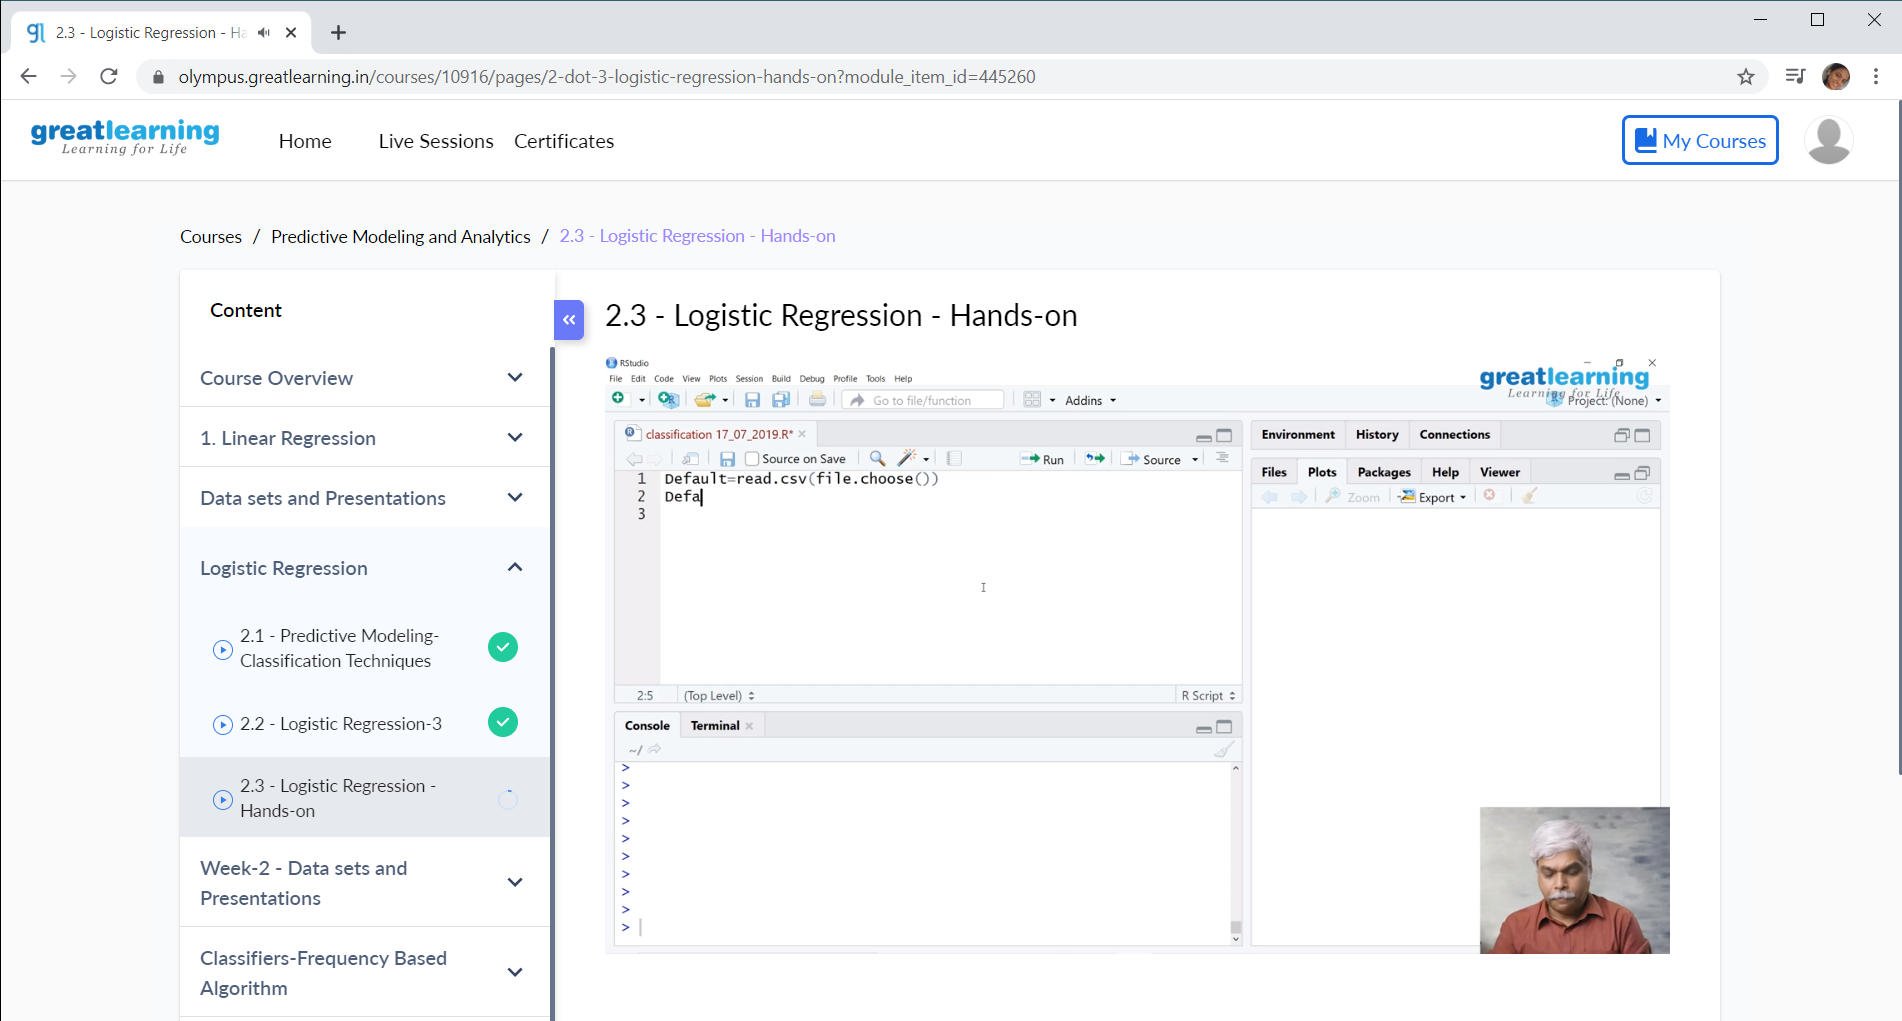 gl 2.3 - Logistic Regression - Ha
olympus.greatlearning.in/courses/10916/pages/2-dot-3-logistic-regression-hands-on?module_item_id=445260
greatlearning
Learning for Life
Home Live Sessions Certificates
My Courses
Courses / Predictive Modeling and Analytics / 2.3 - Logistic Regression - Hands-on
Content
Course Overview
1. Linear Regression
Data sets and Presentations
Logistic Regression
2.1 - Predictive Modeling-
Classification Techniques
2.2 - Logistic Regression-3
2.3 - Logistic Regression -
Hands-on
Week-2 - Data sets and
Presentations
Classifiers-Frequency Based
Algorithm
2.3 - Logistic Regression - Hands-on
RStudio
File Edit Code View Plots Session Build Debug Profile Tools Help
greatlearning
Learning for Life
Go to file/function Addins Project: (None)
classification 17_07_2019.R*
Source on Save Run Source
1 Default=read.csv(file.choose())
2 Defa
3
2:5 (Top Level) R Script
Console Terminal
~/
>
>
>
>
>
>
>
>
>
>
Environment History Connections
Files Plots Packages Help Viewer
Zoom Export